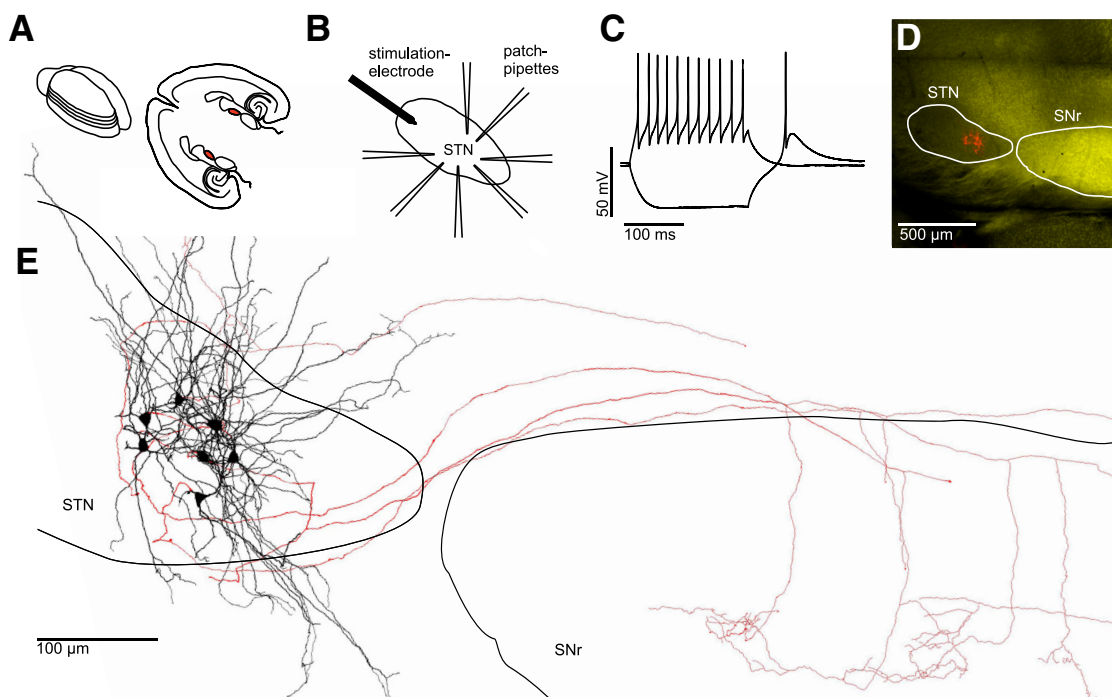 A
B
stimulation-
electrode
patch-
pipettes
STN
C
50 mV
100 ms
D
STN
SNr
500 µm
E
STN
SNr
100 µm